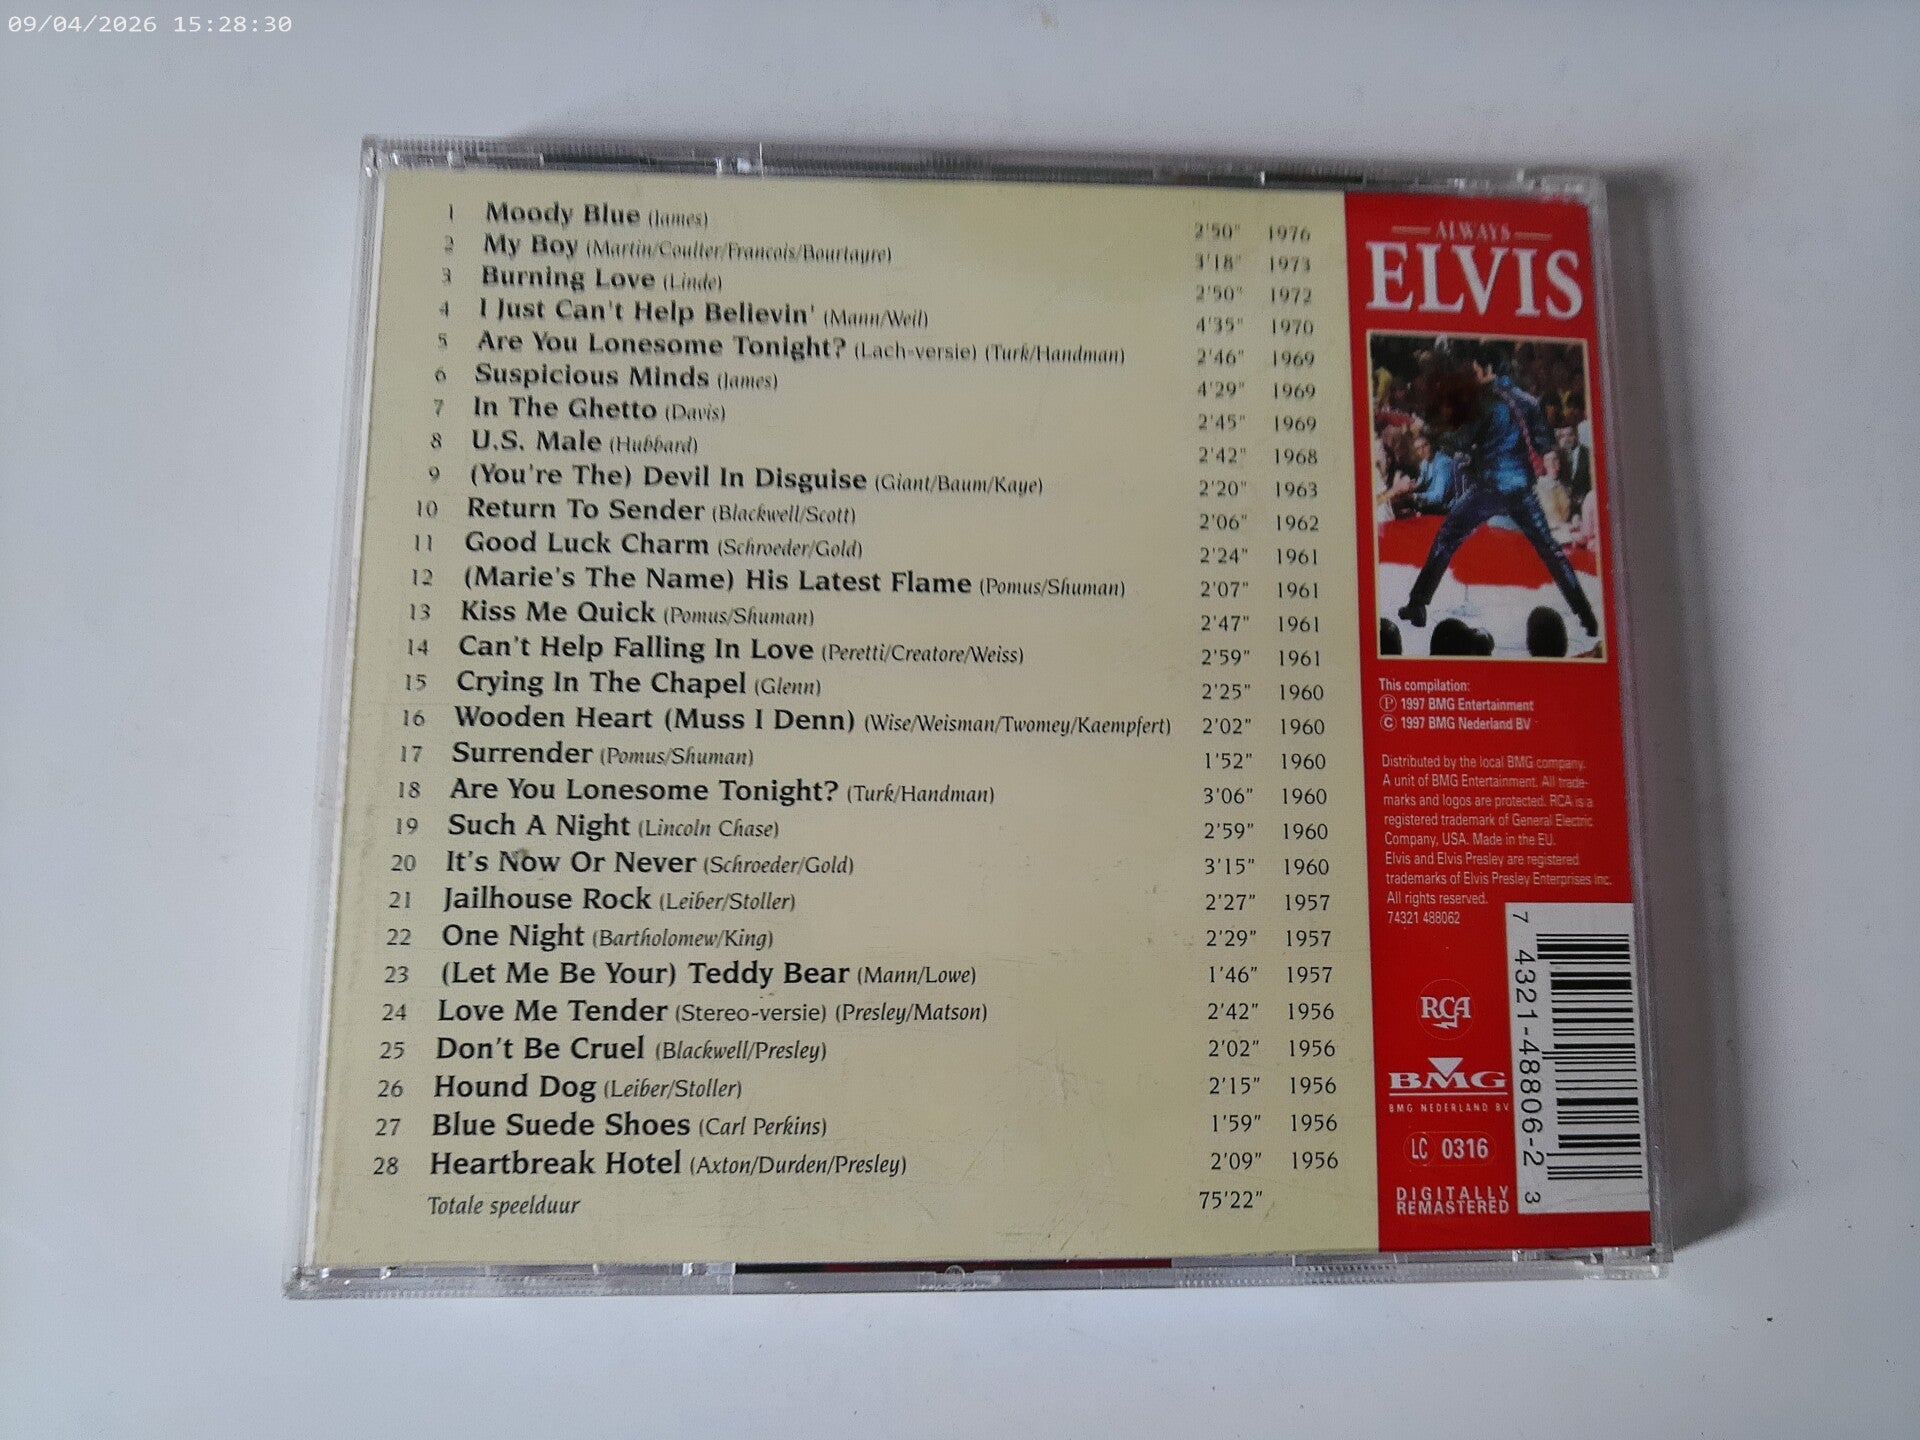 09/04/2026 15:28:30
1 Moody Blue (James) 2'50" 1976
2 My Boy (Martin/Coulter/Francois/Bourtayre) 3'18" 1973
3 Burning Love (Linde) 2'50" 1972
4 I Just Can't Help Believin' (Mann/Weil) 4'35" 1970
5 Are You Lonesome Tonight? (Lach-versie) (Turk/Handman) 2'46" 1969
6 Suspicious Minds (James) 4'29" 1969
7 In The Ghetto (Davis) 2'45" 1969
8 U.S. Male (Hubbard) 2'42" 1968
9 (You're The) Devil In Disguise (Giant/Baum/Kaye) 2'20" 1963
10 Return To Sender (Blackwell/Scott) 2'06" 1962
11 Good Luck Charm (Schroeder/Gold) 2'24" 1961
12 (Marie's The Name) His Latest Flame (Pomus/Shuman) 2'07" 1961
13 Kiss Me Quick (Pomus/Shuman) 2'47" 1961
14 Can't Help Falling In Love (Peretti/Creatore/Weiss) 2'59" 1961
15 Crying In The Chapel (Glenn) 2'25" 1960
16 Wooden Heart (Muss I Denn) (Wise/Weisman/Twomey/Kaempfert) 2'02" 1960
17 Surrender (Pomus/Shuman) 1'52" 1960
18 Are You Lonesome Tonight? (Turk/Handman) 3'06" 1960
19 Such A Night (Lincoln Chase) 2'59" 1960
20 It's Now Or Never (Schroeder/Gold) 3'15" 1960
21 Jailhouse Rock (Leiber/Stoller) 2'27" 1957
22 One Night (Bartholomew/King) 2'29" 1957
23 (Let Me Be Your) Teddy Bear (Mann/Lowe) 1'46" 1957
24 Love Me Tender (Stereo-versie) (Presley/Matson) 2'42" 1956
25 Don't Be Cruel (Blackwell/Presley) 2'02" 1956
26 Hound Dog (Leiber/Stoller) 2'15" 1956
27 Blue Suede Shoes (Carl Perkins) 1'59" 1956
28 Heartbreak Hotel (Axton/Durden/Presley) 2'09" 1956
Totale speelduur 75'22"
ALWAYS
ELVIS
This compilation:
Ⓟ 1997 BMG Entertainment
© 1997 BMG Nederland BV
Distributed by the local BMG company.
A unit of BMG Entertainment. All trade-
marks and logos are protected. RCA is a
registered trademark of General Electric
Company, USA. Made in the EU.
Elvis and Elvis Presley are registered
trademarks of Elvis Presley Enterprises Inc.
All rights reserved.
74321 488062
RCA
BMG
BMG NEDERLAND BV
LC 0316
DIGITALLY
REMASTERED
7 4321-48806-2 3